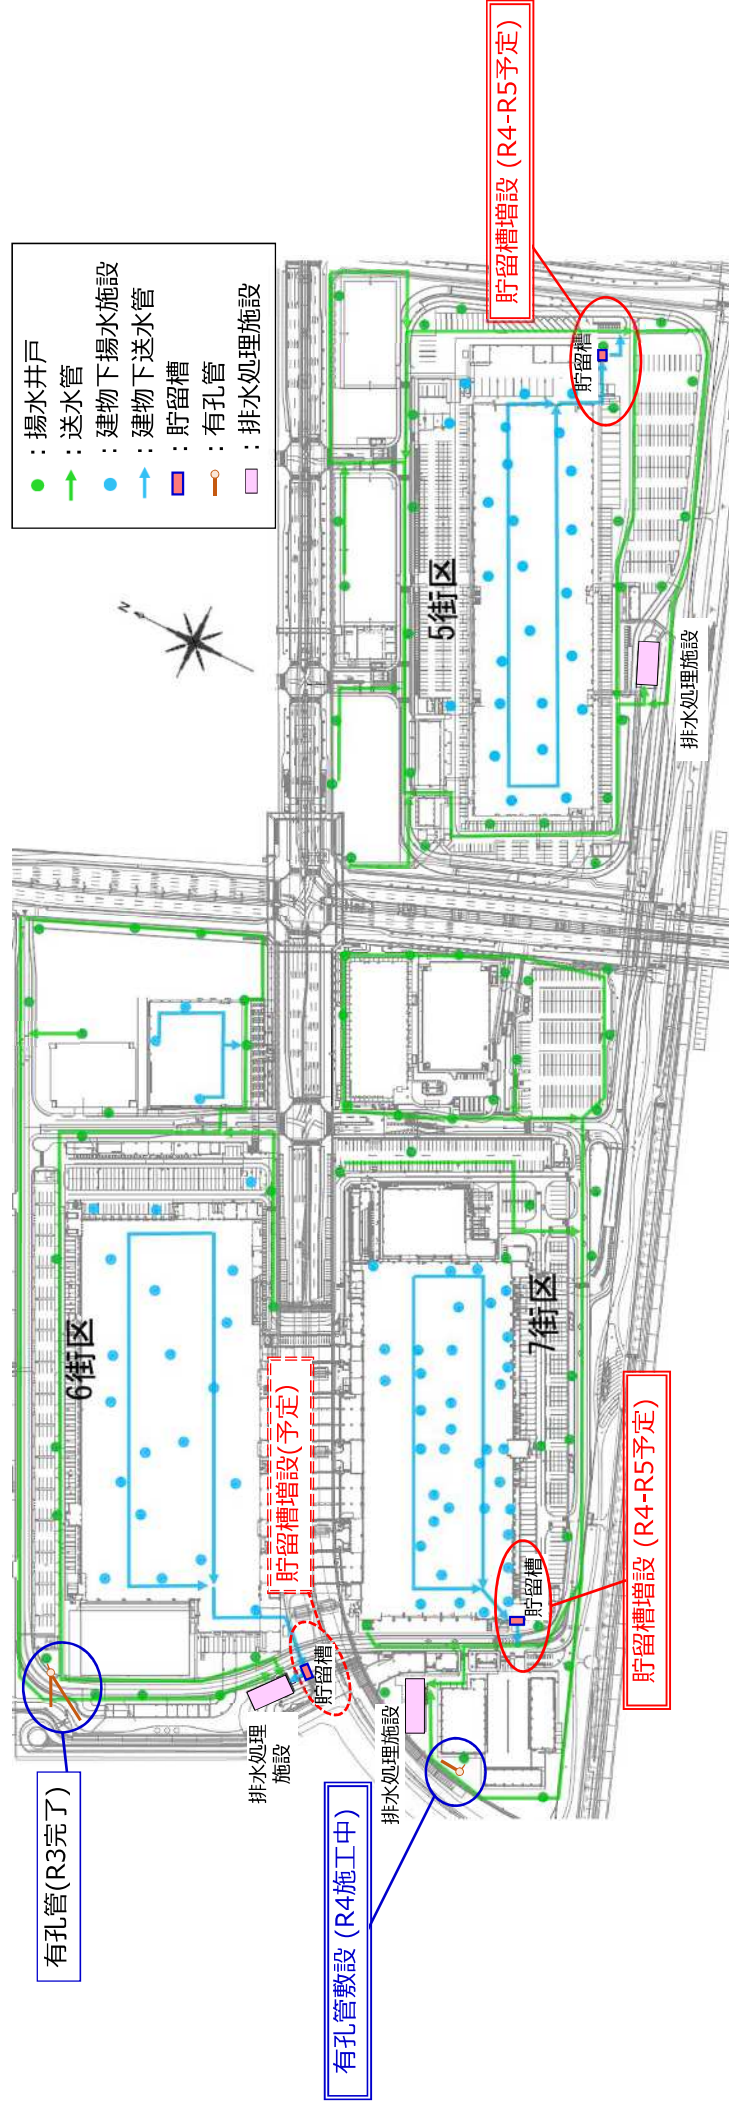 ：揚水井戸
：送水管
：建物下揚水施設
：建物下送水管
：貯留槽
：有孔管
：排水処理施設
N
貯留槽増設 (R4-R5予定)
貯留槽
5街区
排水処理施設
6街区
7街区
貯留槽増設(予定)
貯留槽
排水処理
施設
貯留槽
貯留槽増設 (R4-R5予定)
排水処理施設
有孔管(R3完了)
有孔管敷設 (R4施工中)